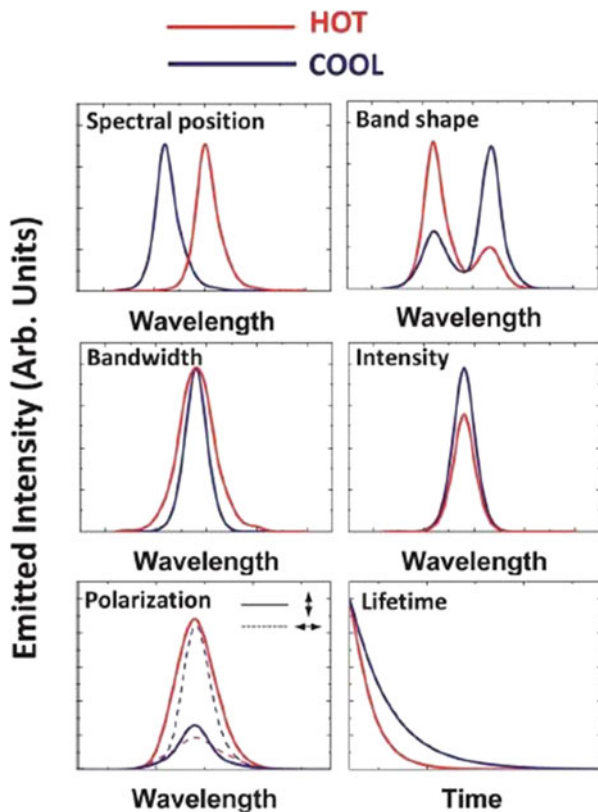 HOT
COOL
Emitted Intensity (Arb. Units)
Spectral position
Wavelength
Band shape
Wavelength
Bandwidth
Wavelength
Intensity
Wavelength
Polarization
Wavelength
Lifetime
Time